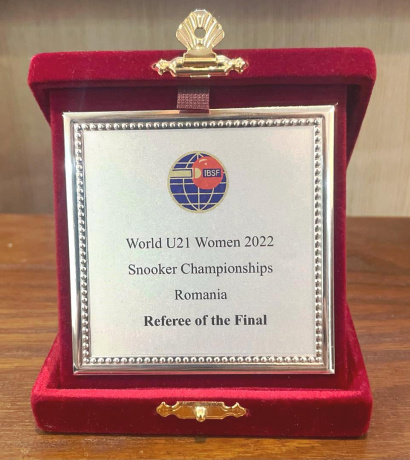 IBSF
World U21 Women 2022
Snooker Championships
Romania
Referee of the Final